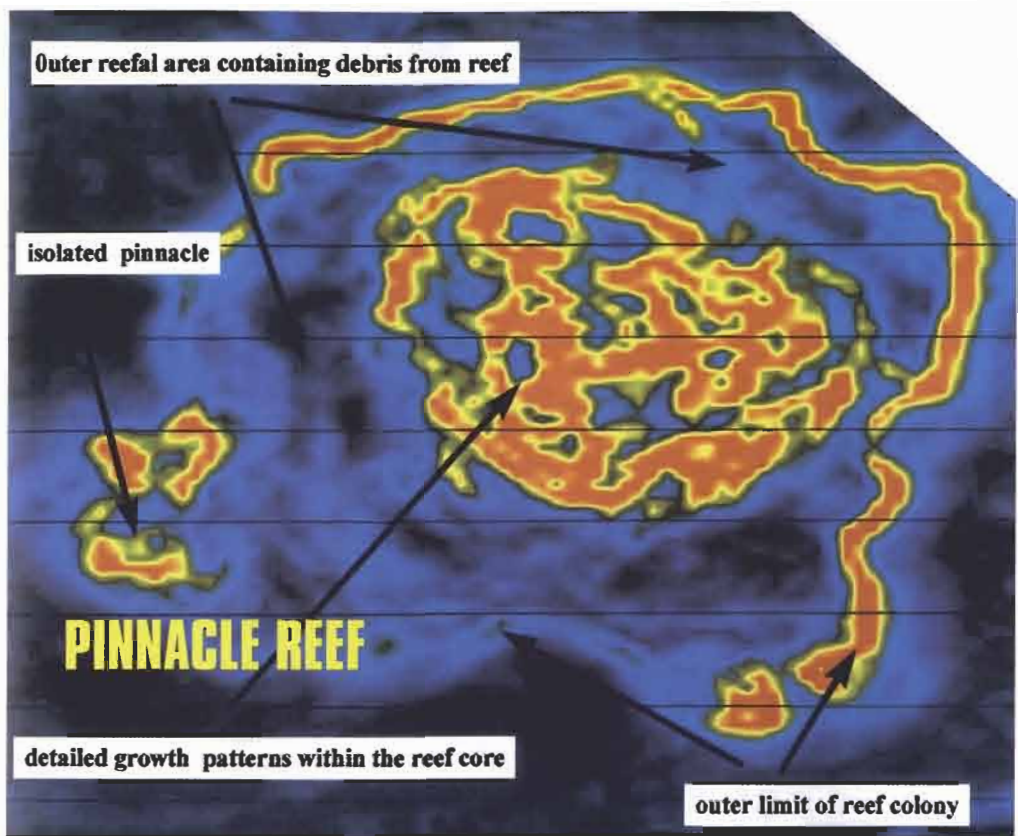 Outer reefal area containing debris from reef
isolated pinnacle
PINNACLE REEF
detailed growth patterns within the reef core
outer limit of reef colony